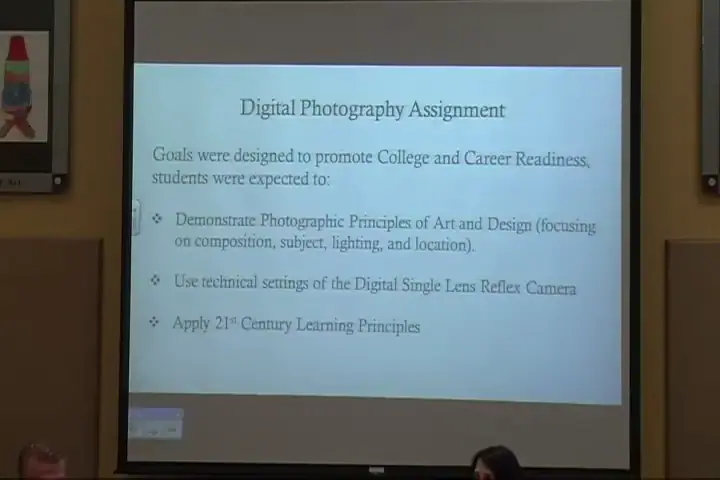 Digital Photography Assignment
Goals were designed to promote College and Career Readiness,
students were expected to:
❖ Demonstrate Photographic Principles of Art and Design (focusing
on composition, subject, lighting, and location).
❖ Use technical settings of the Digital Single Lens Reflex Camera
❖ Apply 21st Century Learning Principles